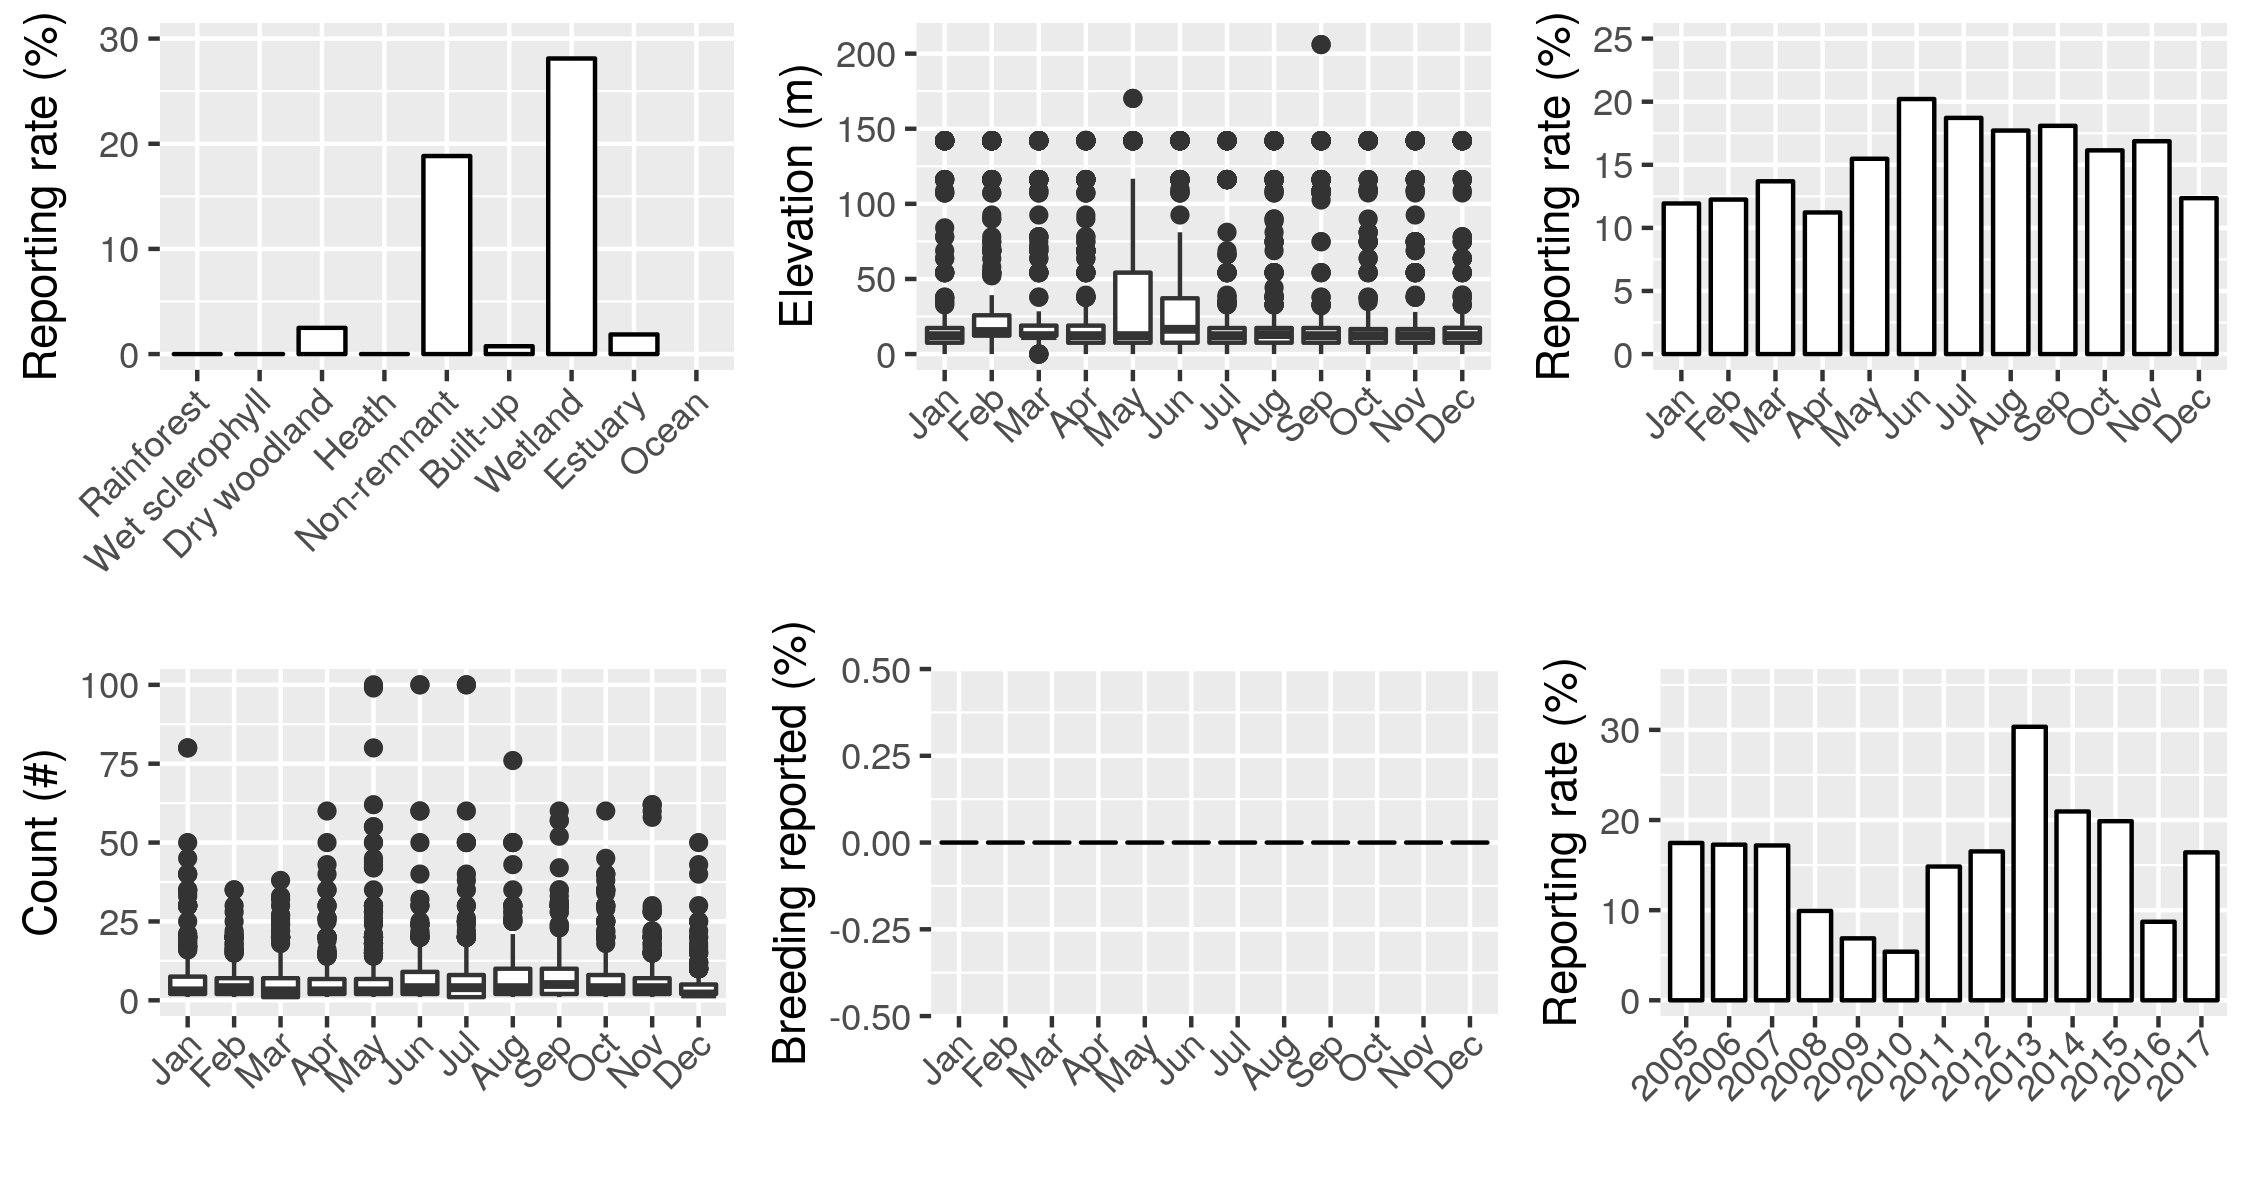 Reporting rate (%)
30
20
10
0
Rainforest
Wet sclerophyll
Dry woodland
Heath
Non-remnant
Built-up
Wetland
Estuary
Ocean
Elevation (m)
200
150
100
50
0
Jan
Feb
Mar
Apr
May
Jun
Jul
Aug
Sep
Oct
Nov
Dec
Reporting rate (%)
25
20
15
10
5
0
Jan
Feb
Mar
Apr
May
Jun
Jul
Aug
Sep
Oct
Nov
Dec
Count (#)
100
75
50
25
0
Jan
Feb
Mar
Apr
May
Jun
Jul
Aug
Sep
Oct
Nov
Dec
Breeding reported (%)
0.50
0.25
0.00
-0.25
-0.50
Jan
Feb
Mar
Apr
May
Jun
Jul
Aug
Sep
Oct
Nov
Dec
Reporting rate (%)
30
20
10
0
2005
2006
2007
2008
2009
2010
2011
2012
2013
2014
2015
2016
2017